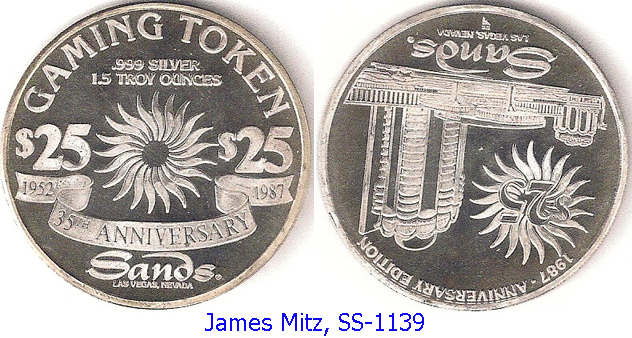 GAMING TOKEN
.999 SILVER
1.5 TROY OUNCES
$25 $25
1952 1987
35TH ANNIVERSARY
Sands®
LAS VEGAS, NEVADA
1987 - ANNIVERSARY EDITION
$25
Sands®
LAS VEGAS, NEVADA
SS
James Mitz, SS-1139